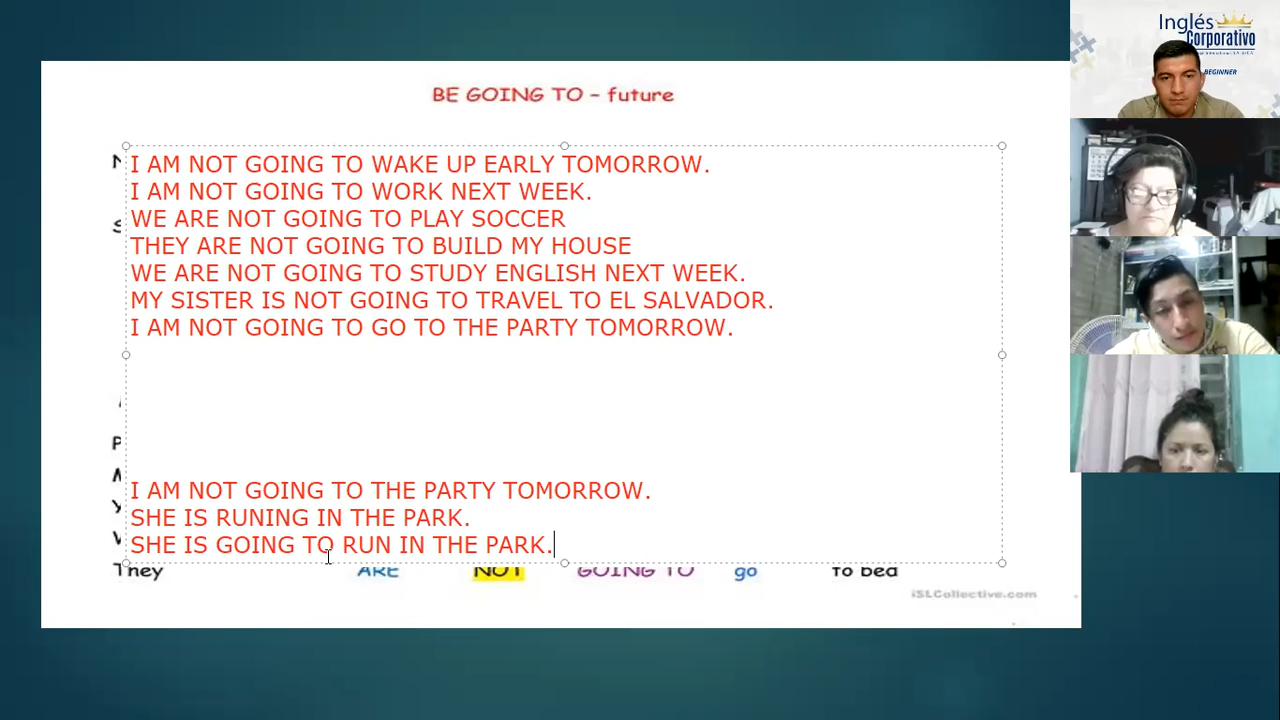 BE GOING TO – future
I AM NOT GOING TO WAKE UP EARLY TOMORROW.
I AM NOT GOING TO WORK NEXT WEEK.
WE ARE NOT GOING TO PLAY SOCCER
THEY ARE NOT GOING TO BUILD MY HOUSE
WE ARE NOT GOING TO STUDY ENGLISH NEXT WEEK.
MY SISTER IS NOT GOING TO TRAVEL TO EL SALVADOR.
I AM NOT GOING TO GO TO THE PARTY TOMORROW.
I AM NOT GOING TO THE PARTY TOMORROW.
SHE IS RUNING IN THE PARK.
SHE IS GOING TO RUN IN THE PARK.
They ARE NOT GOING TO go to bed
iSLCollective.com
Inglés
Corporativo
BEGINNER